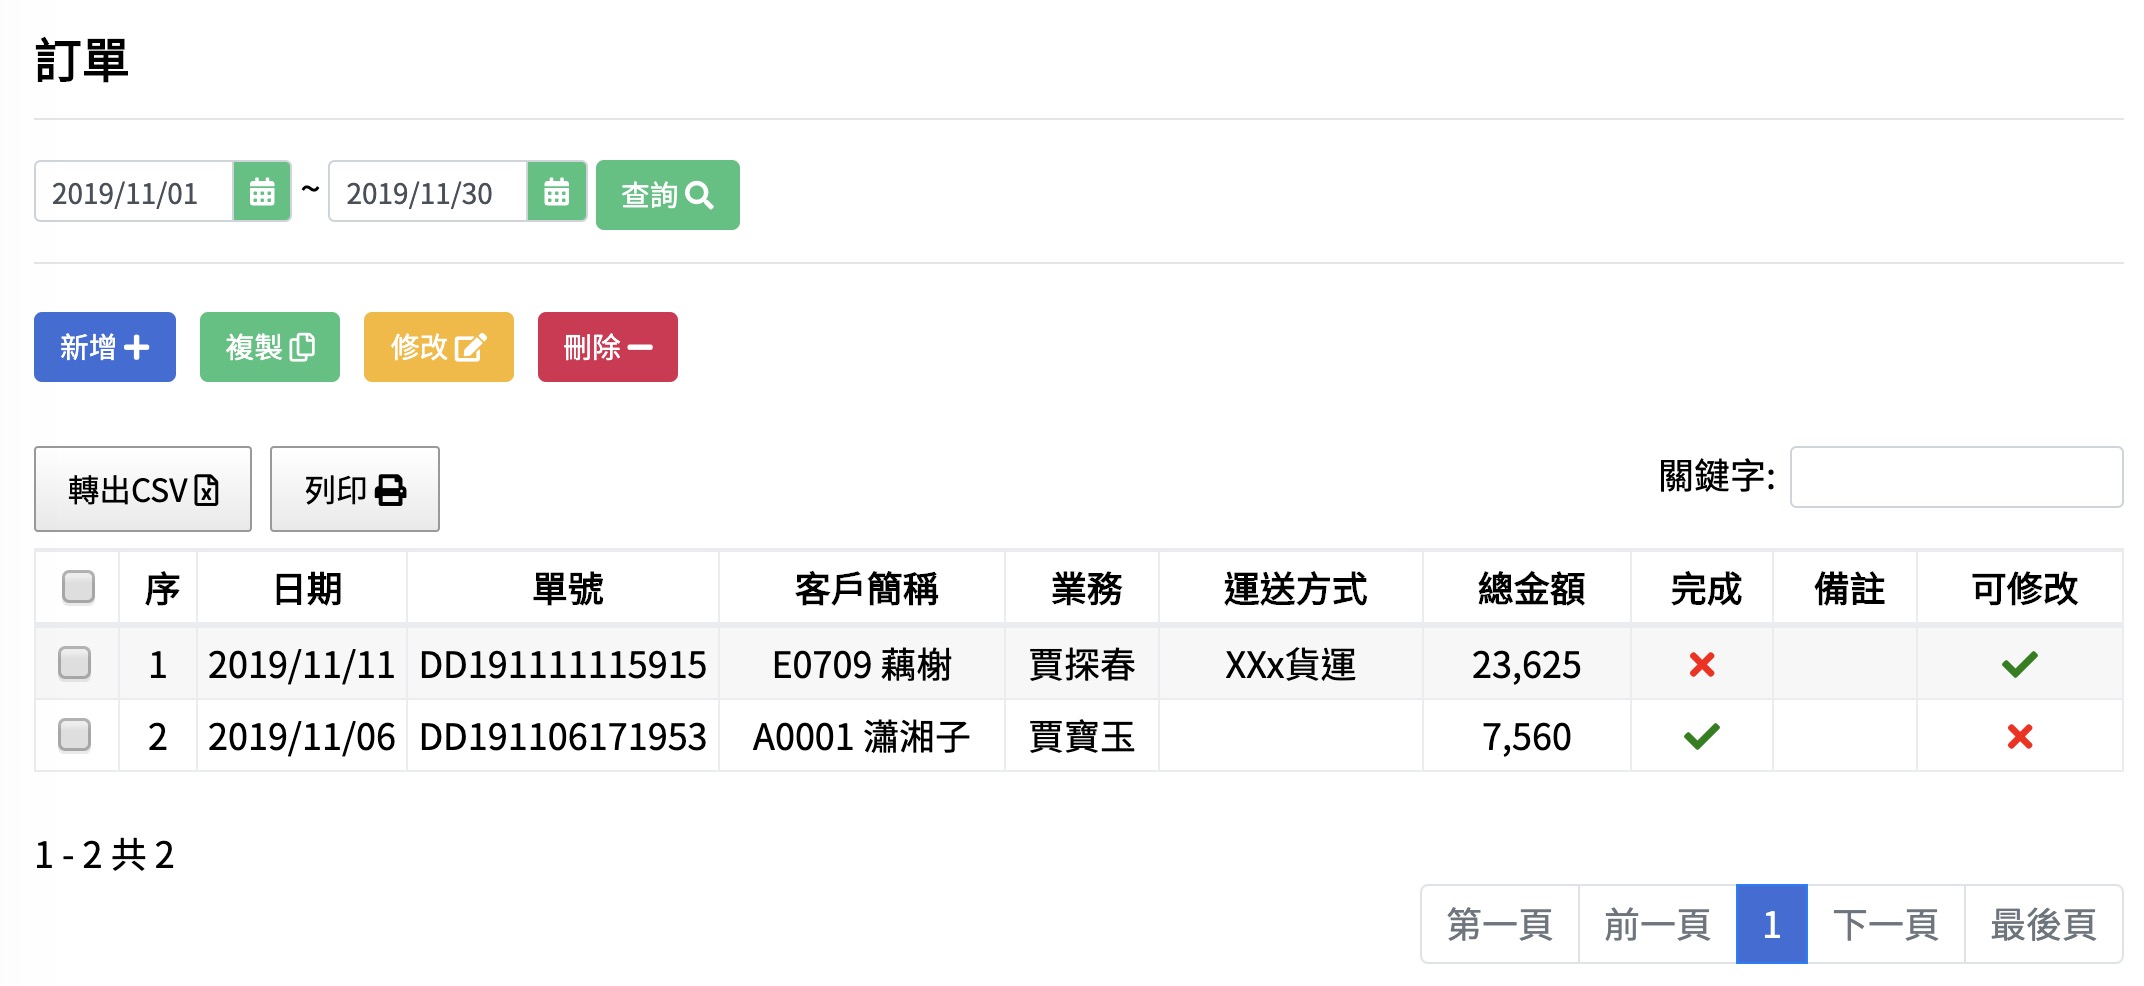 訂單
2019/11/01 ~ 2019/11/30 查詢
新增 複製 修改 刪除
轉出CSV 列印 關鍵字:
序 日期 單號 客戶簡稱 業務 運送方式 總金額 完成 備註 可修改
1 2019/11/11 DD191111115915 E0709 藕榭 賈探春 XXx貨運 23,625
2 2019/11/06 DD191106171953 A0001 瀟湘子 賈寶玉 7,560
1 - 2 共 2
第一頁 前一頁 1 下一頁 最後頁